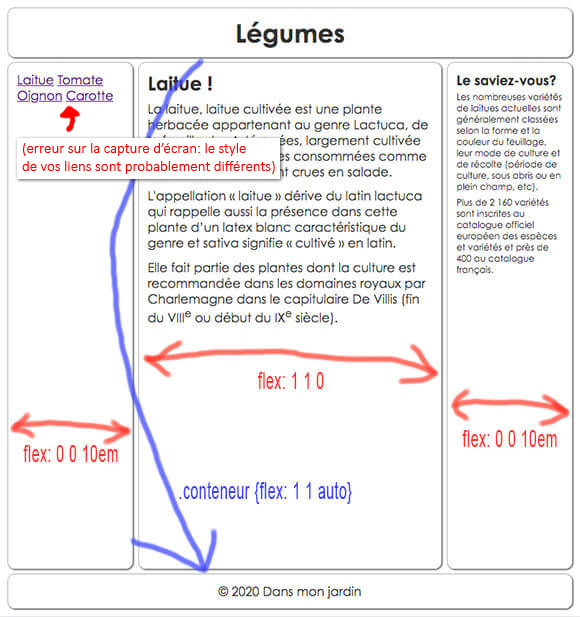 Légumes
Laitue Tomate
Oignon Carotte
(erreur sur la capture d'écran: le style
de vos liens sont probablement différents)
Laitue !
La laitue, laitue cultivée est une plante
herbacée appartenant au genre Lactuca, de
largement cultivée
consommées comme
crues en salade.
L'appellation « laitue » dérive du latin lactuca
qui rappelle aussi la présence dans cette
plante d'un latex blanc caractéristique du
genre et sativa signifie « cultivé » en latin.
Elle fait partie des plantes dont la culture est
recommandée dans les domaines royaux par
Charlemagne dans le capitulaire De Villis (fin
du VIIIe ou début du IXe siècle).
Le saviez-vous?
Les nombreuses variétés
de laitues actuelles sont
généralement classées
selon la forme et la
couleur du feuillage,
leur mode de culture et
de récolte (période de
culture, sous abris ou en
plein champ, etc).
Plus de 2 160 variétés
sont inscrites au
catalogue officiel
européen des espèces
et variétés et près de
400 au catalogue
français.
flex: 1 1 0
flex: 0 0 10em
flex: 0 0 10em
.conteneur {flex: 1 1 auto}
© 2020 Dans mon jardin